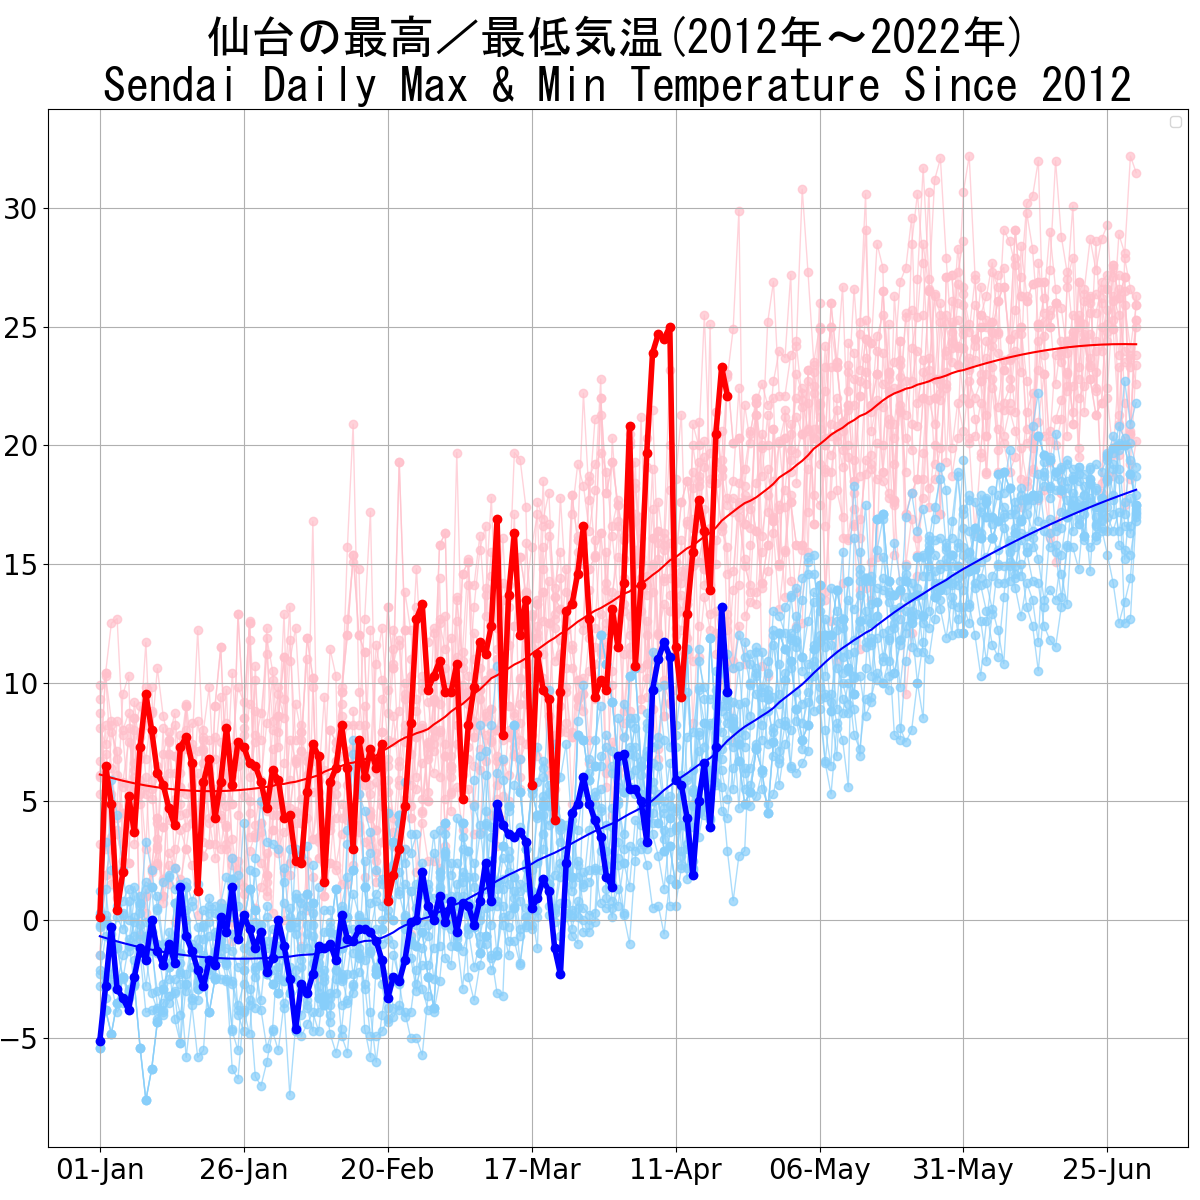 仙台の最高／最低気温(2012年～2022年)
Sendai Daily Max & Min Temperature Since 2012
30
25
20
15
10
5
0
−5
01-Jan 26-Jan 20-Feb 17-Mar 11-Apr 06-May 31-May 25-Jun